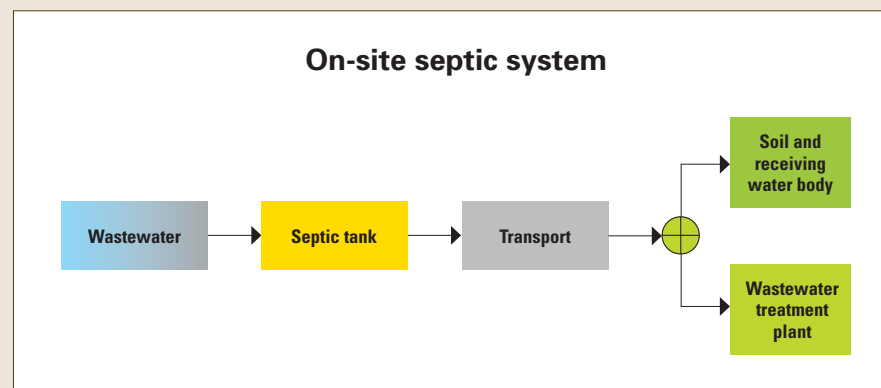 On-site septic system
Soil and
receiving
water body
Wastewater
Septic tank
Transport
Wastewater
treatment
plant